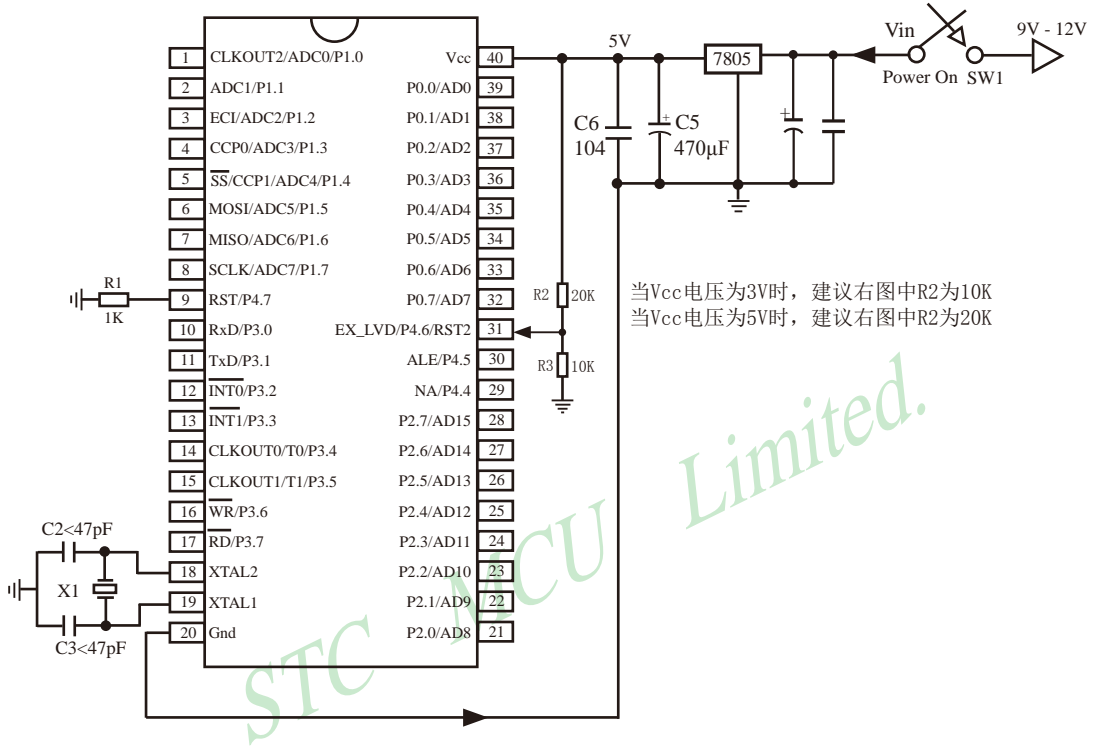 1 CLKOUT2/ADC0/P1.0
2 ADC1/P1.1
3 ECI/ADC2/P1.2
4 CCP0/ADC3/P1.3
5 SS/CCP1/ADC4/P1.4
6 MOSI/ADC5/P1.5
7 MISO/ADC6/P1.6
8 SCLK/ADC7/P1.7
9 RST/P4.7
10 RxD/P3.0
11 TxD/P3.1
12 INT0/P3.2
13 INT1/P3.3
14 CLKOUT0/T0/P3.4
15 CLKOUT1/T1/P3.5
16 WR/P3.6
17 RD/P3.7
18 XTAL2
19 XTAL1
20 Gnd
Vcc 40
P0.0/AD0 39
P0.1/AD1 38
P0.2/AD2 37
P0.3/AD3 36
P0.4/AD4 35
P0.5/AD5 34
P0.6/AD6 33
P0.7/AD7 32
EX_LVD/P4.6/RST2 31
ALE/P4.5 30
NA/P4.4 29
P2.7/AD15 28
P2.6/AD14 27
P2.5/AD13 26
P2.4/AD12 25
P2.3/AD11 24
P2.2/AD10 23
P2.1/AD9 22
P2.0/AD8 21
R1
1K
C2<47pF
X1
C3<47pF
5V
7805
Vin
9V - 12V
Power On SW1
C6
104
+
C5
470μF
+
R2 20K
R3 10K
当Vcc电压为3V时，建议右图中R2为10K
当Vcc电压为5V时，建议右图中R2为20K
STC MCU Limited.